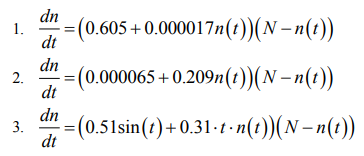 1. dn/dt = (0.605 + 0.000017n(t))(N − n(t))
2. dn/dt = (0.000065 + 0.209n(t))(N − n(t))
3. dn/dt = (0.51sin(t) + 0.31·t·n(t))(N − n(t))